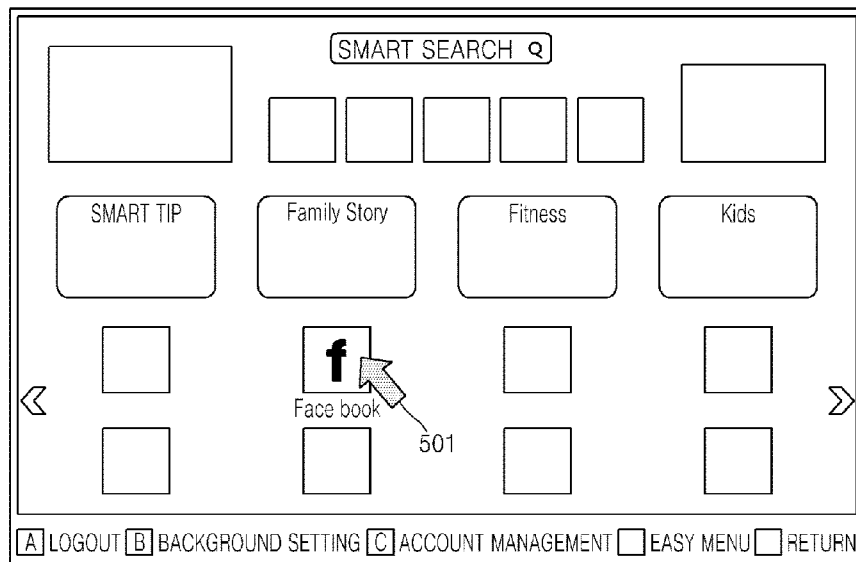 SMART SEARCH
SMART TIP
Family Story
Fitness
Kids
f
Face book
501
A LOGOUT B BACKGROUND SETTING C ACCOUNT MANAGEMENT EASY MENU RETURN